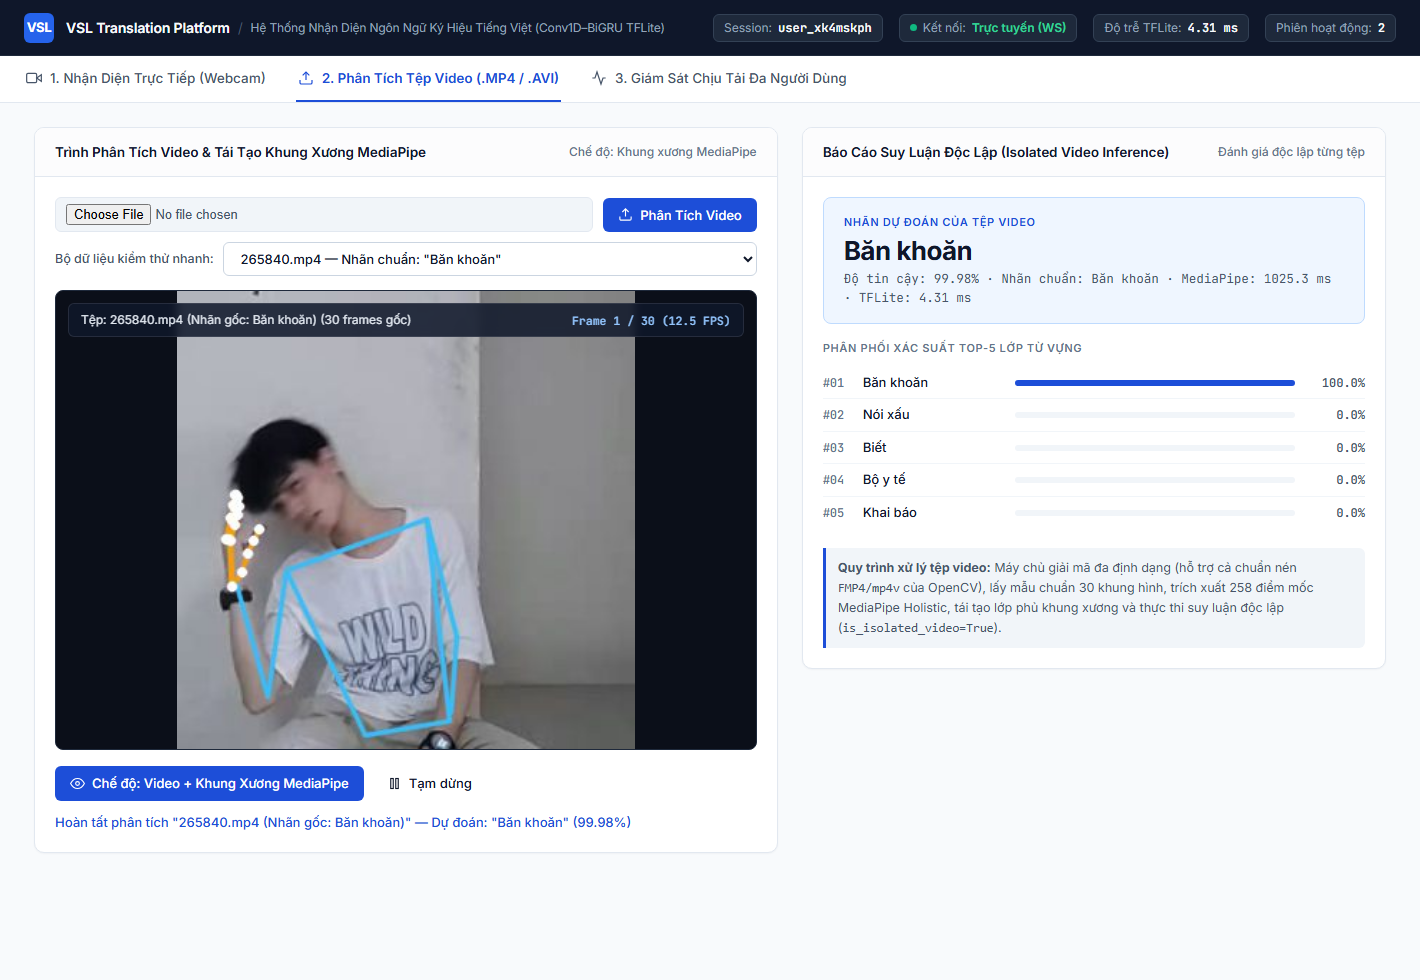 VSL VSL Translation Platform / Hệ Thống Nhận Diện Ngôn Ngữ Ký Hiệu Tiếng Việt (Conv1D–BiGRU TFLite)
Session: user_xk4mskph
Kết nối: Trực tuyến (WS)
Độ trễ TFLite: 4.31 ms
Phiên hoạt động: 2
1. Nhận Diện Trực Tiếp (Webcam)
2. Phân Tích Tệp Video (.MP4 / .AVI)
3. Giám Sát Chịu Tải Đa Người Dùng
Trình Phân Tích Video & Tái Tạo Khung Xương MediaPipe
Chế độ: Khung xương MediaPipe
Choose File No file chosen
Phân Tích Video
Bộ dữ liệu kiểm thử nhanh:
265840.mp4 — Nhãn chuẩn: "Băn khoăn"
Tệp: 265840.mp4 (Nhãn gốc: Băn khoăn) (30 frames gốc)
Frame 1 / 30 (12.5 FPS)
WILD
THING
Chế độ: Video + Khung Xương MediaPipe
Tạm dừng
Hoàn tất phân tích "265840.mp4 (Nhãn gốc: Băn khoăn)" — Dự đoán: "Băn khoăn" (99.98%)
Báo Cáo Suy Luận Độc Lập (Isolated Video Inference)
Đánh giá độc lập từng tệp
NHÃN DỰ ĐOÁN CỦA TỆP VIDEO
Băn khoăn
Độ tin cậy: 99.98% · Nhãn chuẩn: Băn khoăn · MediaPipe: 1025.3 ms
· TFLite: 4.31 ms
PHÂN PHỐI XÁC SUẤT TOP-5 LỚP TỪ VỰNG
#01 Băn khoăn 100.0%
#02 Nói xấu 0.0%
#03 Biết 0.0%
#04 Bộ y tế 0.0%
#05 Khai báo 0.0%
Quy trình xử lý tệp video: Máy chủ giải mã đa định dạng (hỗ trợ cả chuẩn nén
FMP4/mp4v của OpenCV), lấy mẫu chuẩn 30 khung hình, trích xuất 258 điểm mốc
MediaPipe Holistic, tái tạo lớp phủ khung xương và thực thi suy luận độc lập
(is_isolated_video=True).